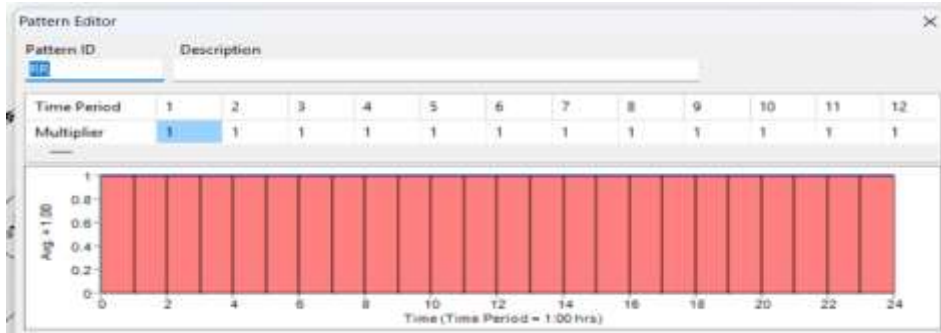 Pattern Editor
Pattern ID Description
Time Period 1 2 3 4 5 6 7 8 9 10 11 12
Multiplier 1 1 1 1 1 1 1 1 1 1 1 1
Avg. = 1.00
1
0.8
0.6
0.4
0.2
0
0 2 4 6 8 10 12 14 16 18 20 22 24
Time (Time Period = 1:00 hrs)